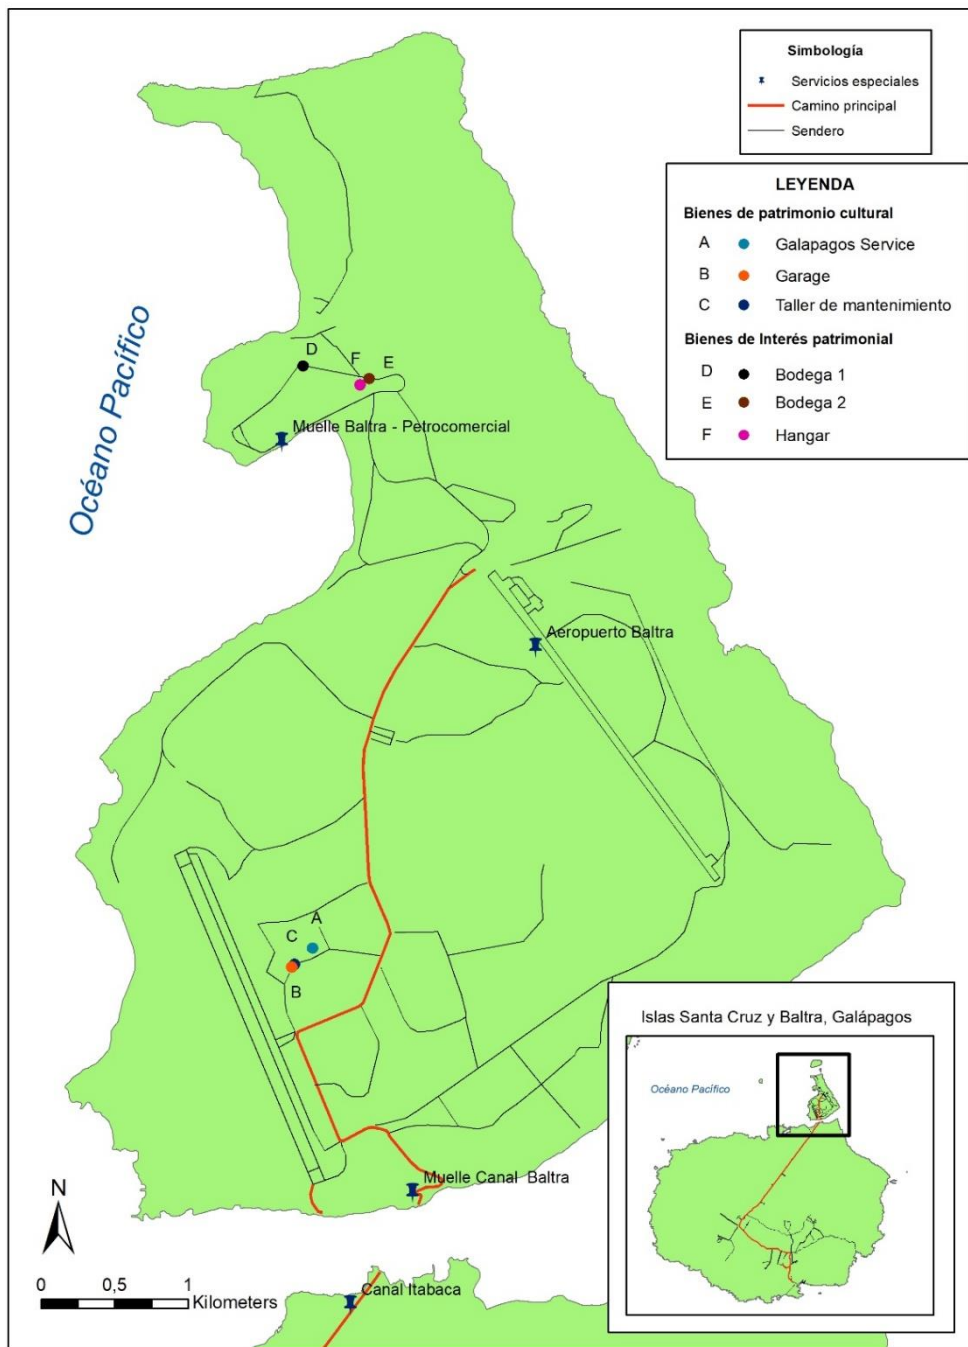 Simbología
Servicios especiales
Camino principal
Sendero
LEYENDA
Bienes de patrimonio cultural
A Galapagos Service
B Garage
C Taller de mantenimiento
Bienes de Interés patrimonial
D Bodega 1
E Bodega 2
F Hangar
Océano Pacífico
D
F
E
Muelle Baltra - Petrocomercial
Aeropuerto Baltra
A
C
B
Muelle Canal Baltra
Canal Itabaca
N
0 0,5 1
Kilometers
Islas Santa Cruz y Baltra, Galápagos
Océano Pacífico